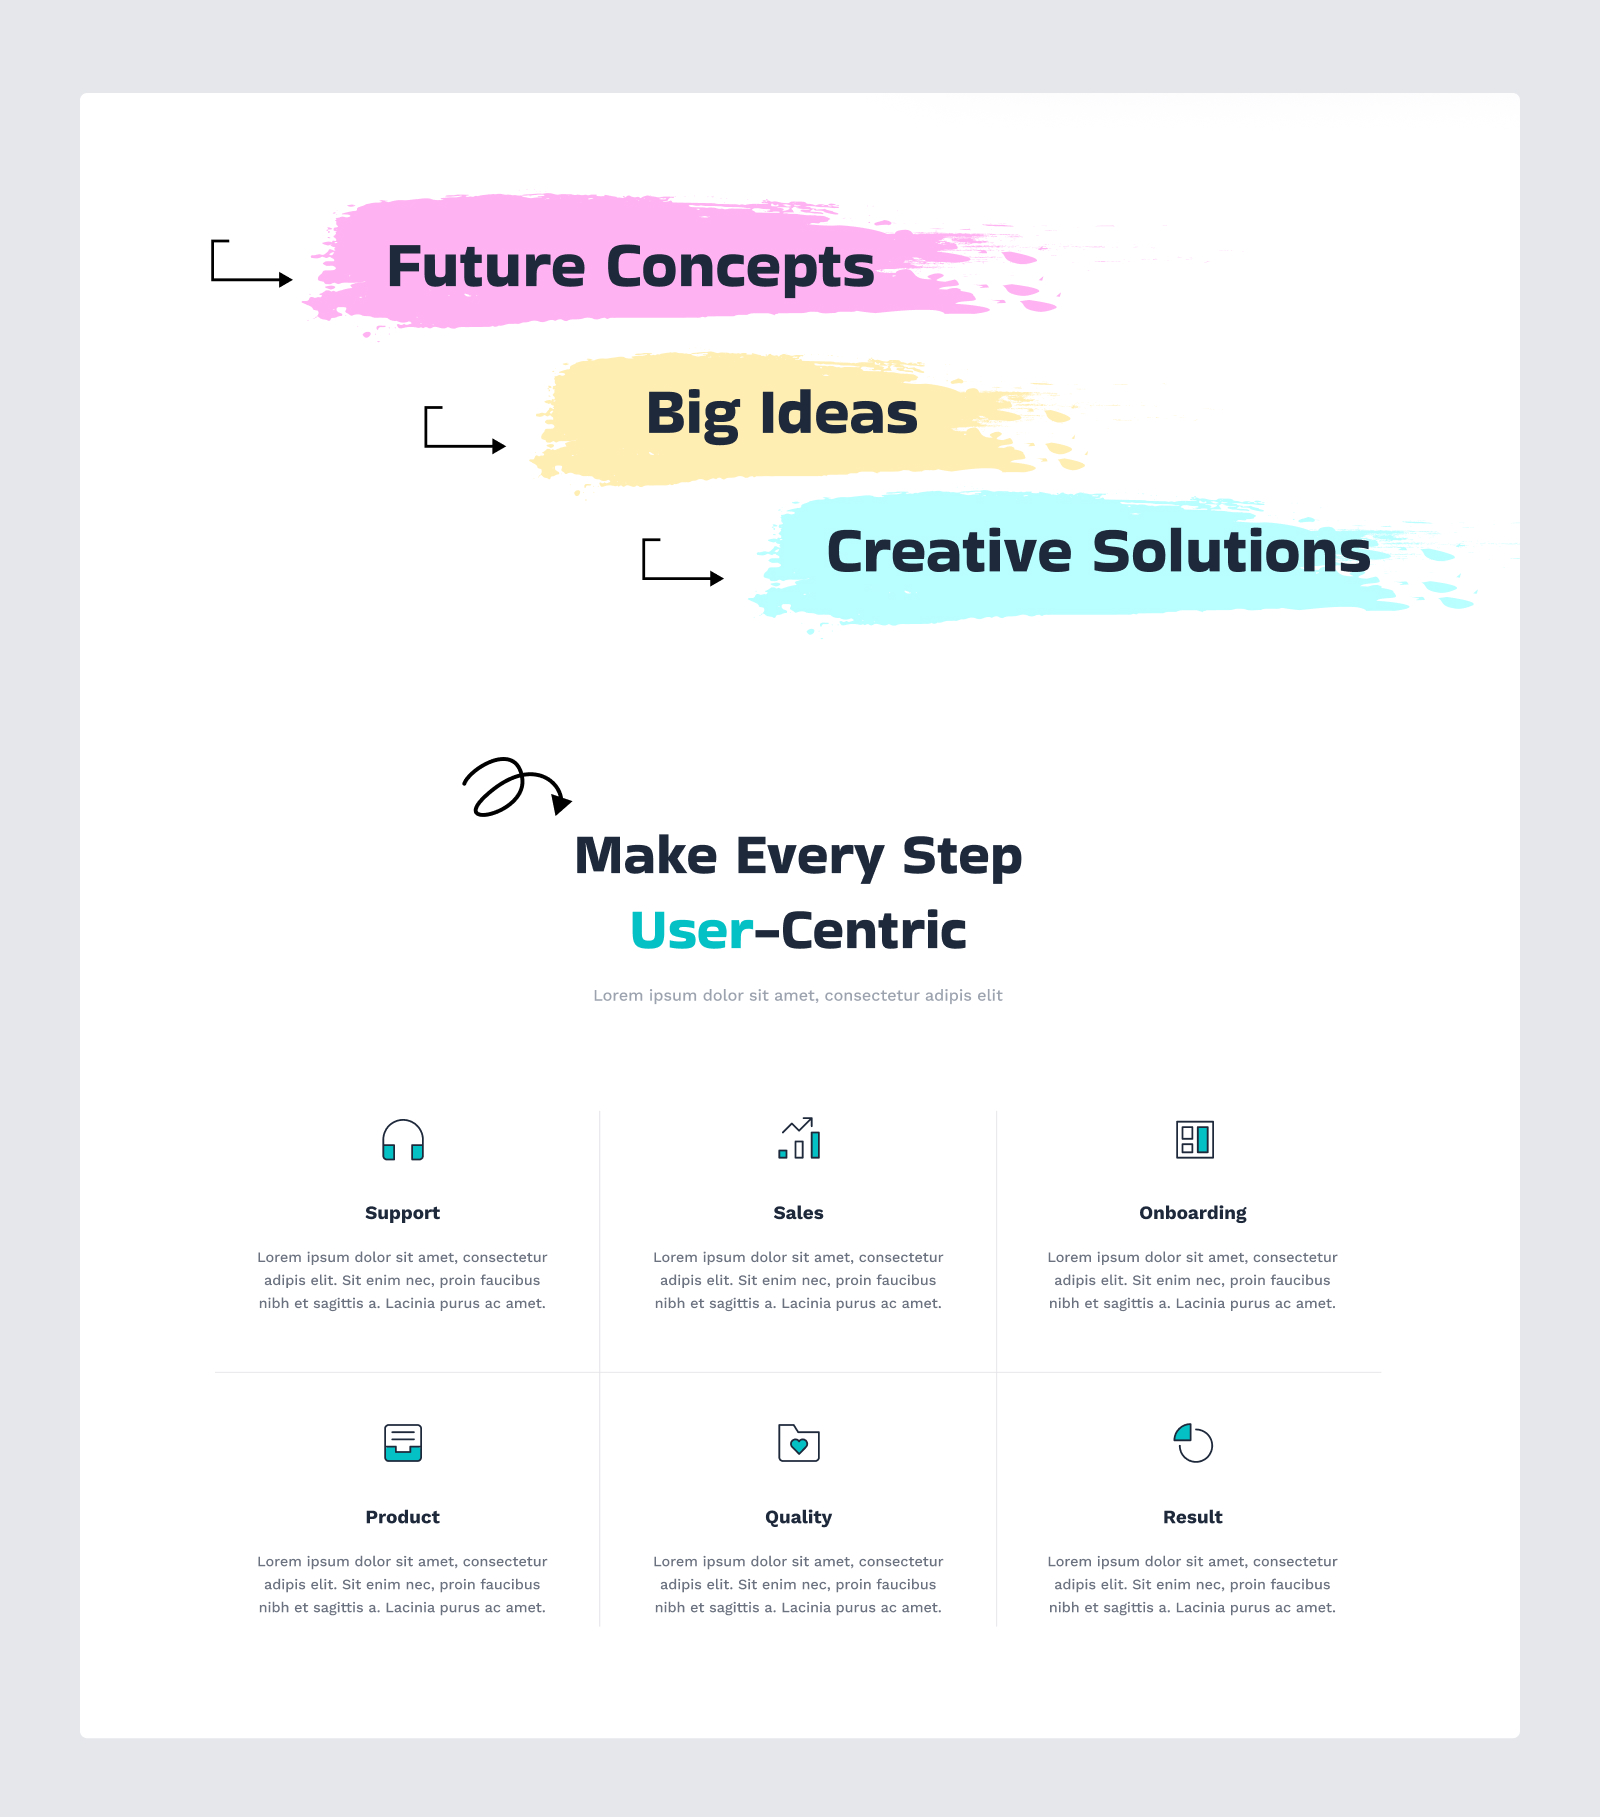 Future Concepts
Big Ideas
Creative Solutions
Make Every Step
User-Centric
Lorem ipsum dolor sit amet, consectetur adipis elit
Support
Lorem ipsum dolor sit amet, consectetur
adipis elit. Sit enim nec, proin faucibus
nibh et sagittis a. Lacinia purus ac amet.
Sales
Lorem ipsum dolor sit amet, consectetur
adipis elit. Sit enim nec, proin faucibus
nibh et sagittis a. Lacinia purus ac amet.
Onboarding
Lorem ipsum dolor sit amet, consectetur
adipis elit. Sit enim nec, proin faucibus
nibh et sagittis a. Lacinia purus ac amet.
Product
Lorem ipsum dolor sit amet, consectetur
adipis elit. Sit enim nec, proin faucibus
nibh et sagittis a. Lacinia purus ac amet.
Quality
Lorem ipsum dolor sit amet, consectetur
adipis elit. Sit enim nec, proin faucibus
nibh et sagittis a. Lacinia purus ac amet.
Result
Lorem ipsum dolor sit amet, consectetur
adipis elit. Sit enim nec, proin faucibus
nibh et sagittis a. Lacinia purus ac amet.